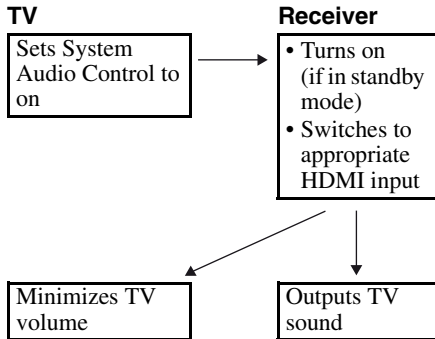 TV
Receiver
Sets System
Audio Control to
on
• Turns on
(if in standby
mode)
• Switches to
appropriate
HDMI input
Minimizes TV
volume
Outputs TV
sound